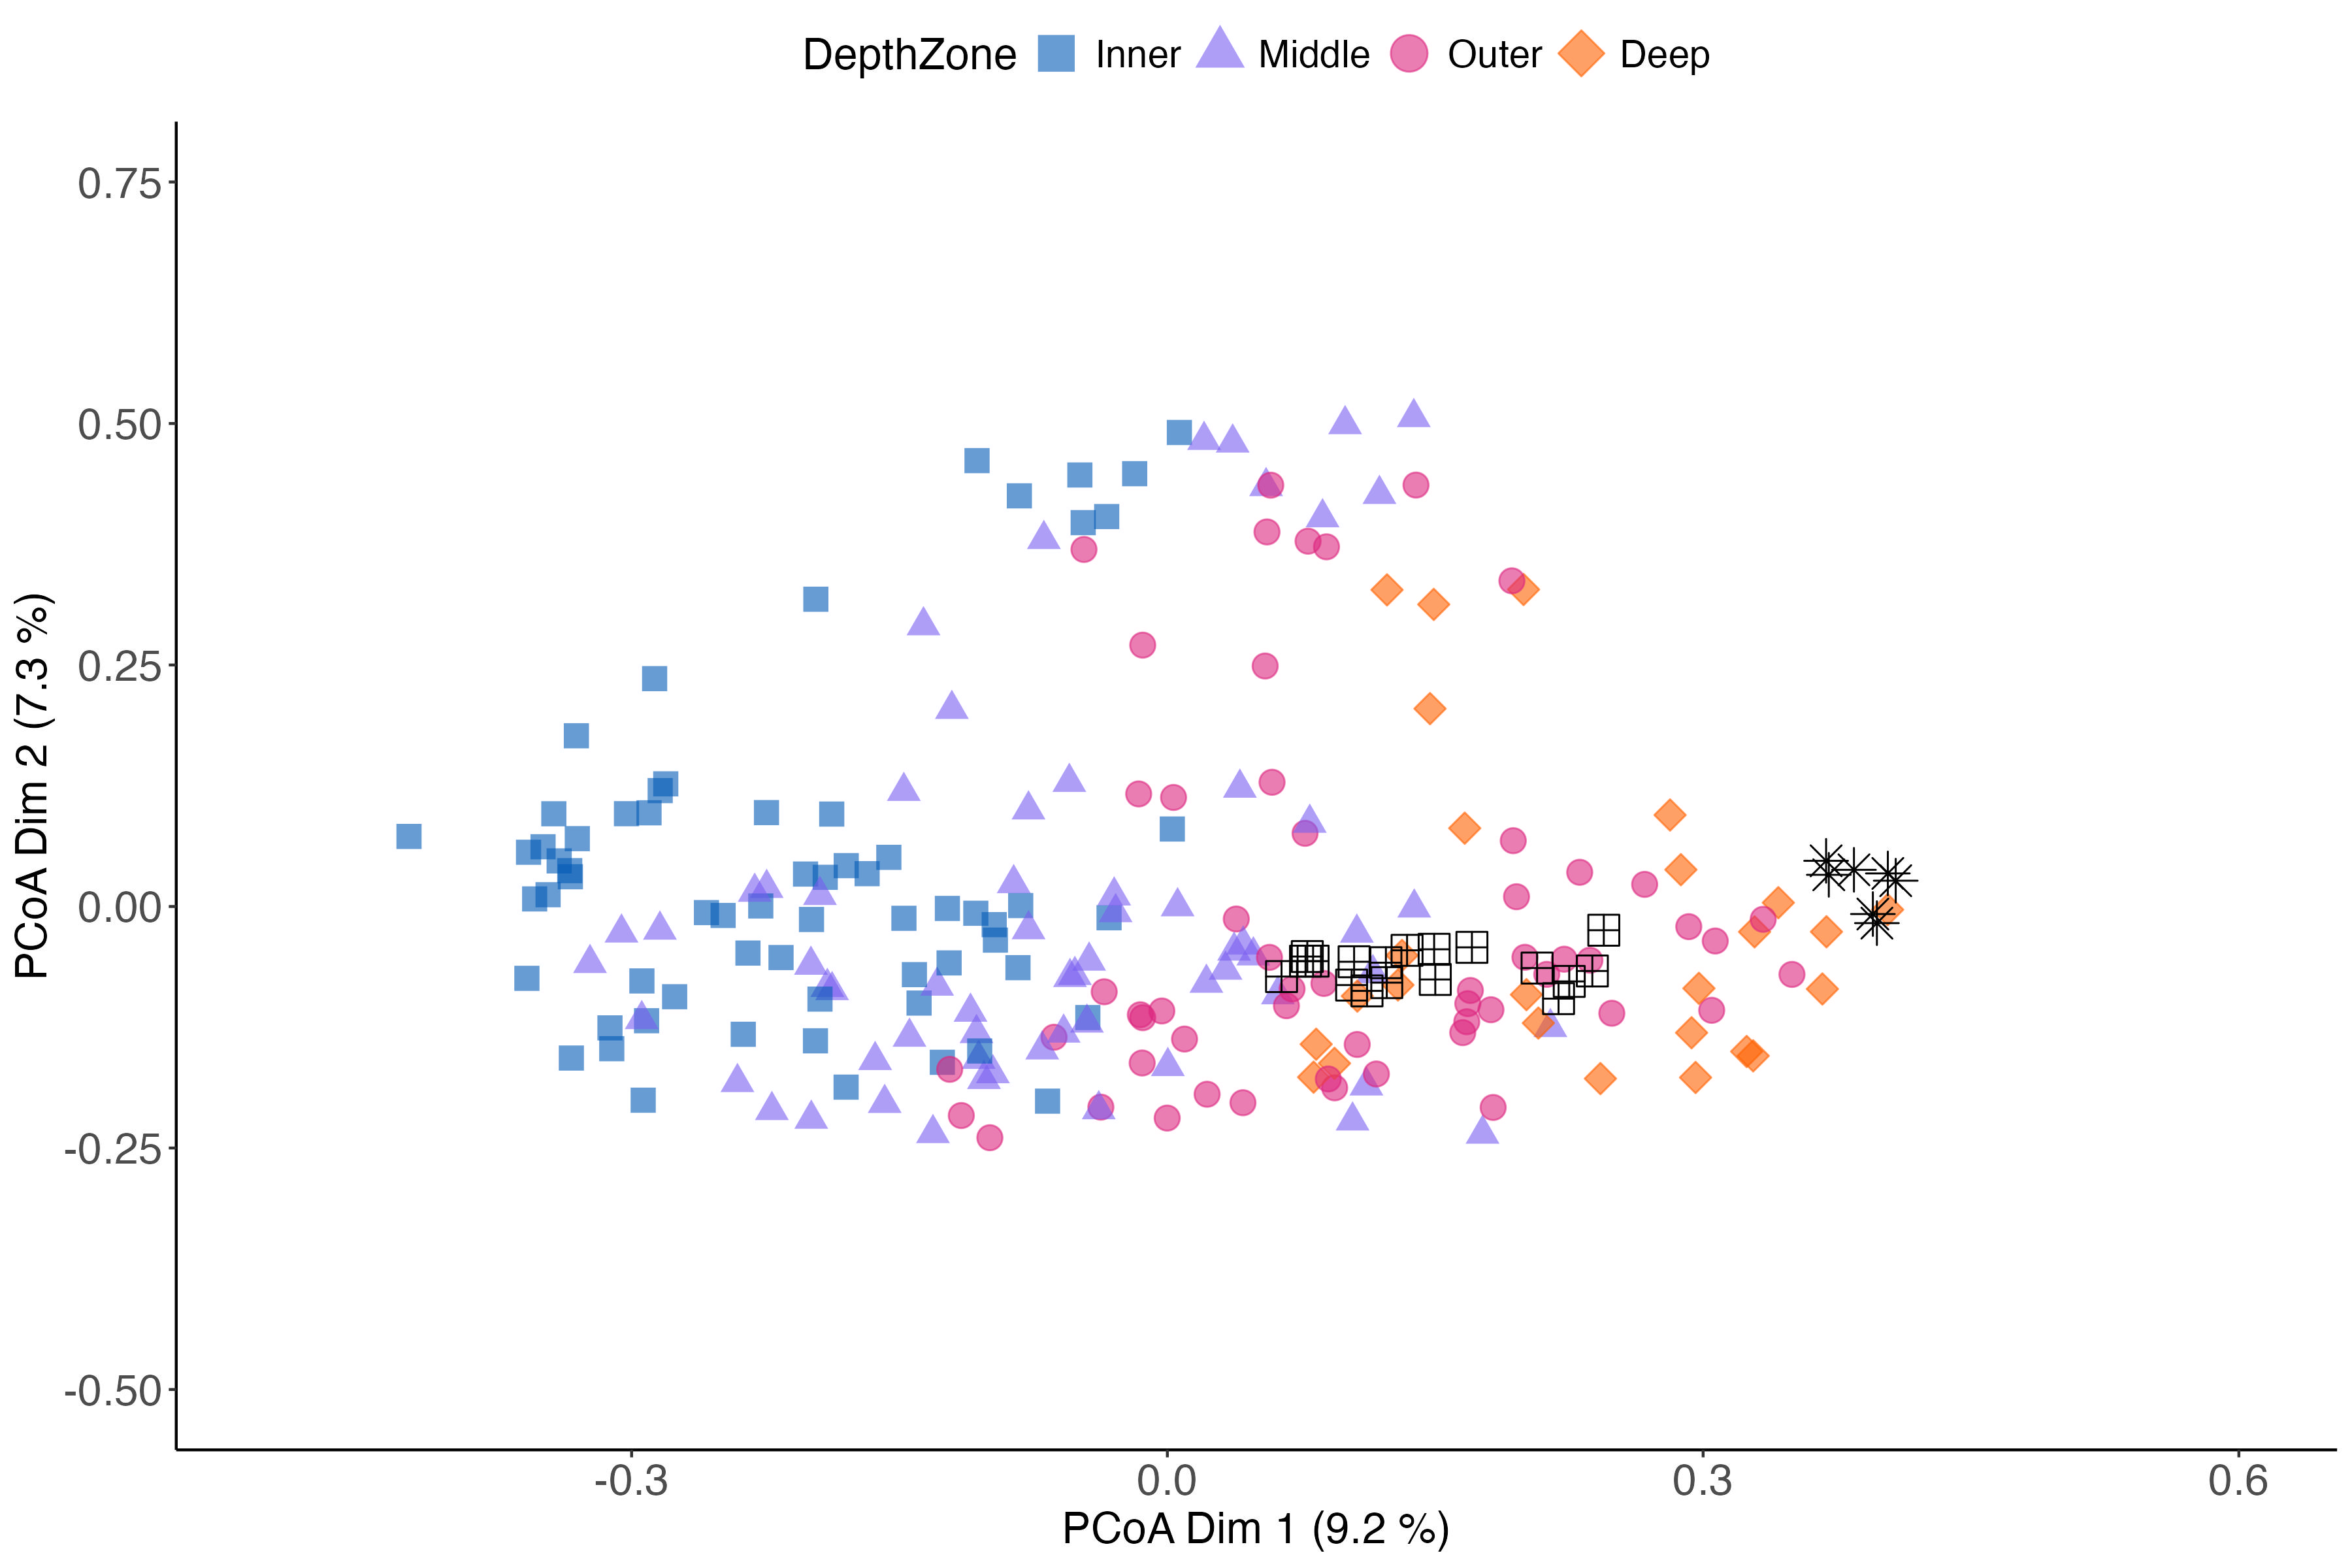 DepthZone Inner Middle Outer Deep
0.75
0.50
0.25
0.00
-0.25
-0.50
PCoA Dim 2 (7.3 %)
-0.3 0.0 0.3 0.6
PCoA Dim 1 (9.2 %)